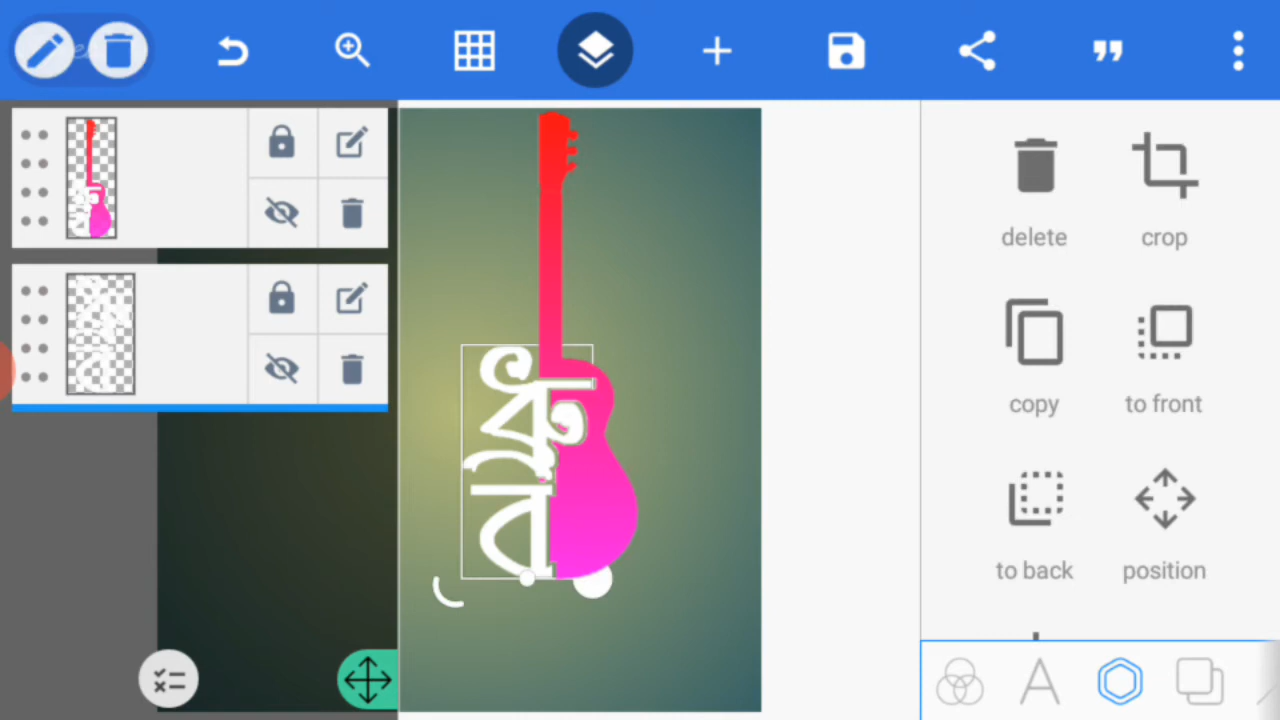 delete
crop
copy
to front
to back
position